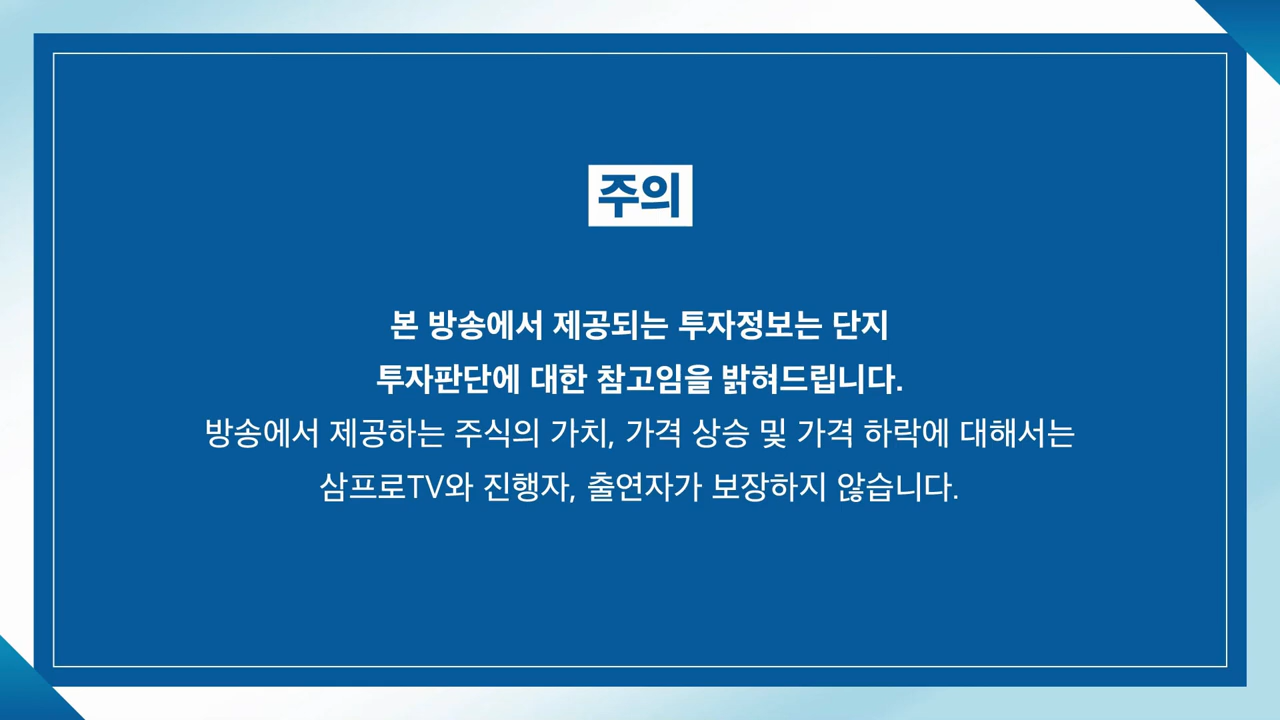 주의
본 방송에서 제공되는 투자정보는 단지
투자판단에 대한 참고임을 밝혀드립니다.
방송에서 제공하는 주식의 가치, 가격 상승 및 가격 하락에 대해서는
삼프로TV와 진행자, 출연자가 보장하지 않습니다.